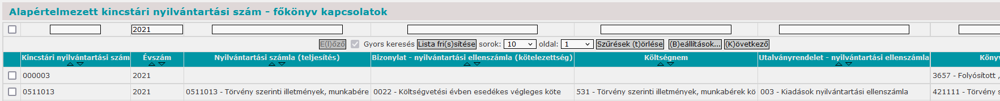 Alapértelmezett kincstári nyilvántartási szám - főkönyv kapcsolatok
2021
E(l)őző Gyors keresés Lista fri(s)sítése sorok: 10 oldal: 1 Szűrések (t)örlése (B)eállítások... (K)övetkező
Kincstári nyilvántartási szám Évszám Nyilvántartási számla (teljesítés) Bizonylat - nyilvántartási ellenszámla (kötelezettség) Költségnem Utalványrendelet - nyilvántartási ellenszámla Könyv
000003 2021 3657 - Folyósított ,
0511013 2021 0511013 - Törvény szerinti illetmények, munkabére 0022 - Költségvetési évben esedékes végleges köte 531 - Törvény szerinti illetmények, munkabérek kö 003 - Kiadások nyilvántartási ellenszámla 421111 - Törvény s